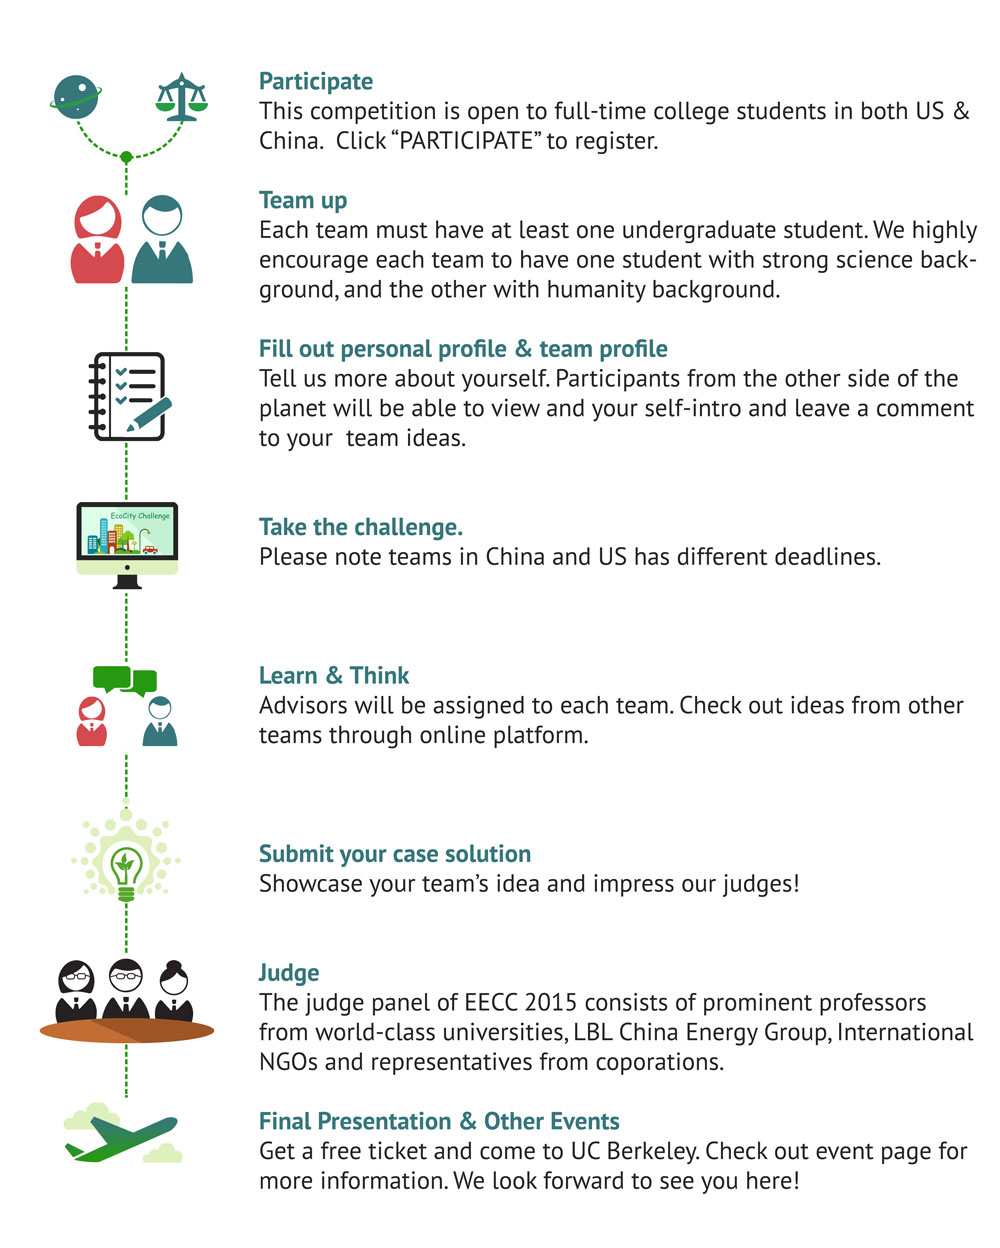 Participate
This competition is open to full-time college students in both US &
China.  Click “PARTICIPATE” to register.
Team up
Each team must have at least one undergraduate student. We highly
encourage each team to have one student with strong science back-
ground, and the other with humanity background.
Fill out personal profile & team profile
Tell us more about yourself. Participants from the other side of the
planet will be able to view and your self-intro and leave a comment
to your  team ideas.
EcoCity Challenge
Take the challenge.
Please note teams in China and US has different deadlines.
Learn & Think
Advisors will be assigned to each team. Check out ideas from other
teams through online platform.
Submit your case solution
Showcase your team’s idea and impress our judges!
Judge
The judge panel of EECC 2015 consists of prominent professors
from world-class universities, LBL China Energy Group, International
NGOs and representatives from coporations.
Final Presentation & Other Events
Get a free ticket and come to UC Berkeley. Check out event page for
more information. We look forward to see you here!